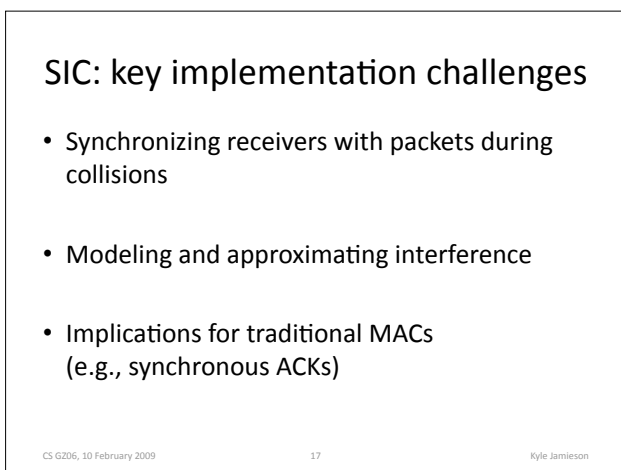 SIC: key implementation challenges
• Synchronizing receivers with packets during
collisions
• Modeling and approximating interference
• Implications for traditional MACs
(e.g., synchronous ACKs)
CS GZ06, 10 February 2009
17
Kyle Jamieson